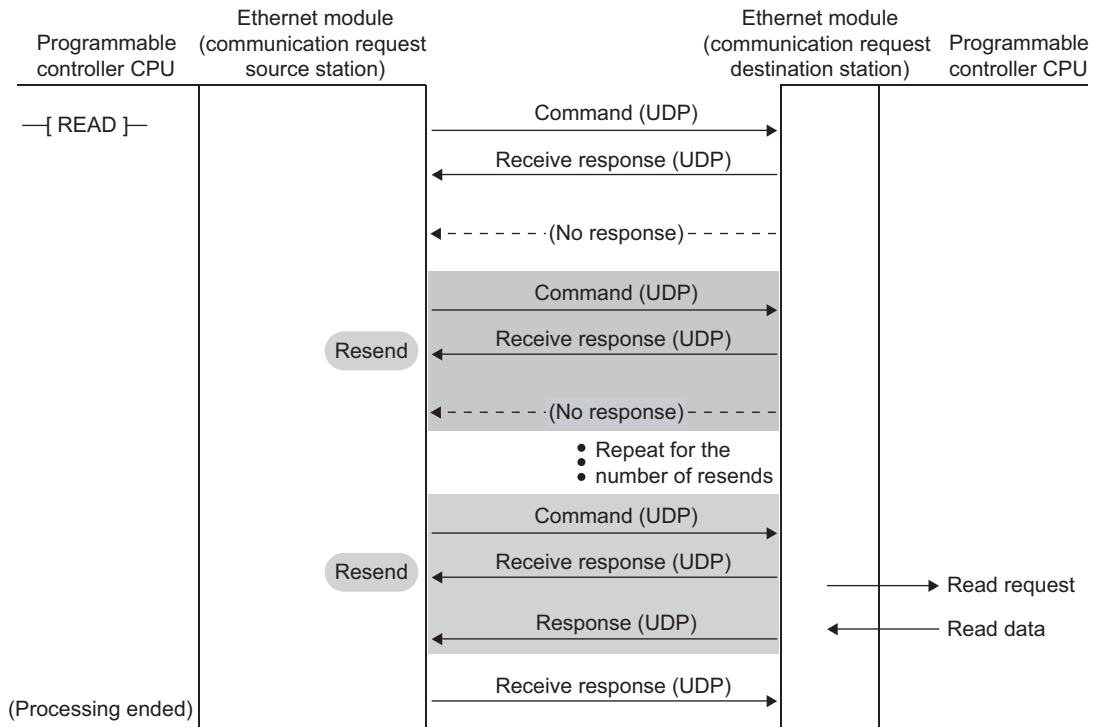 Programmable
controller CPU
Ethernet module
(communication request
source station)
Ethernet module
(communication request
destination station)
Programmable
controller CPU
[ READ ]
Command (UDP)
Receive response (UDP)
(No response)
Command (UDP)
Resend
Receive response (UDP)
(No response)
• Repeat for the
•
• number of resends
Command (UDP)
Resend
Receive response (UDP)
Read request
Response (UDP)
Read data
Receive response (UDP)
(Processing ended)